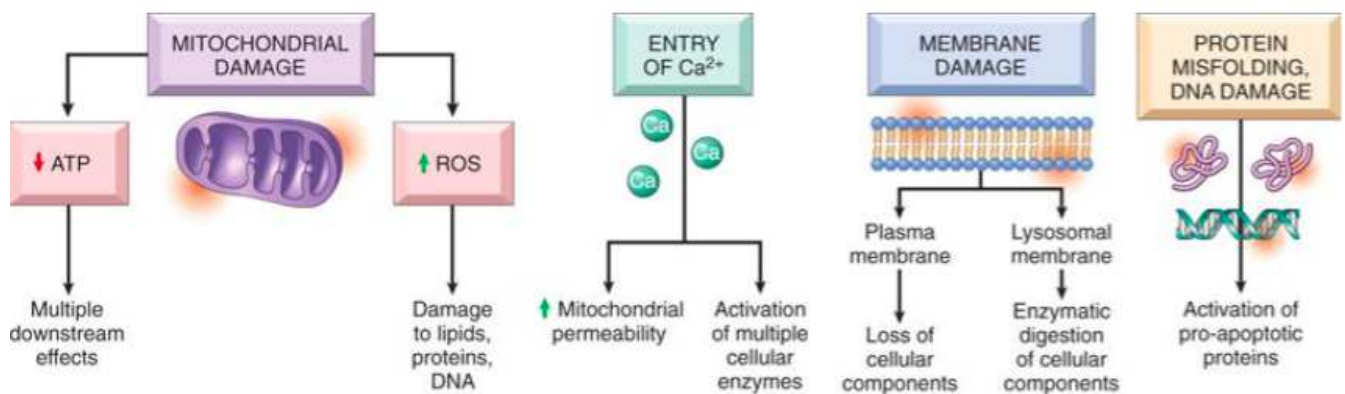 MITOCHONDRIAL
DAMAGE
↓ ATP
↑ ROS
Multiple
downstream
effects
Damage
to lipids,
proteins,
DNA
ENTRY
OF Ca²⁺
Ca
Ca
Ca
↑ Mitochondrial
permeability
Activation
of multiple
cellular
enzymes
MEMBRANE
DAMAGE
Plasma
membrane
Loss of
cellular
components
Lysosomal
membrane
Enzymatic
digestion
of cellular
components
PROTEIN
MISFOLDING,
DNA DAMAGE
Activation of
pro-apoptotic
proteins